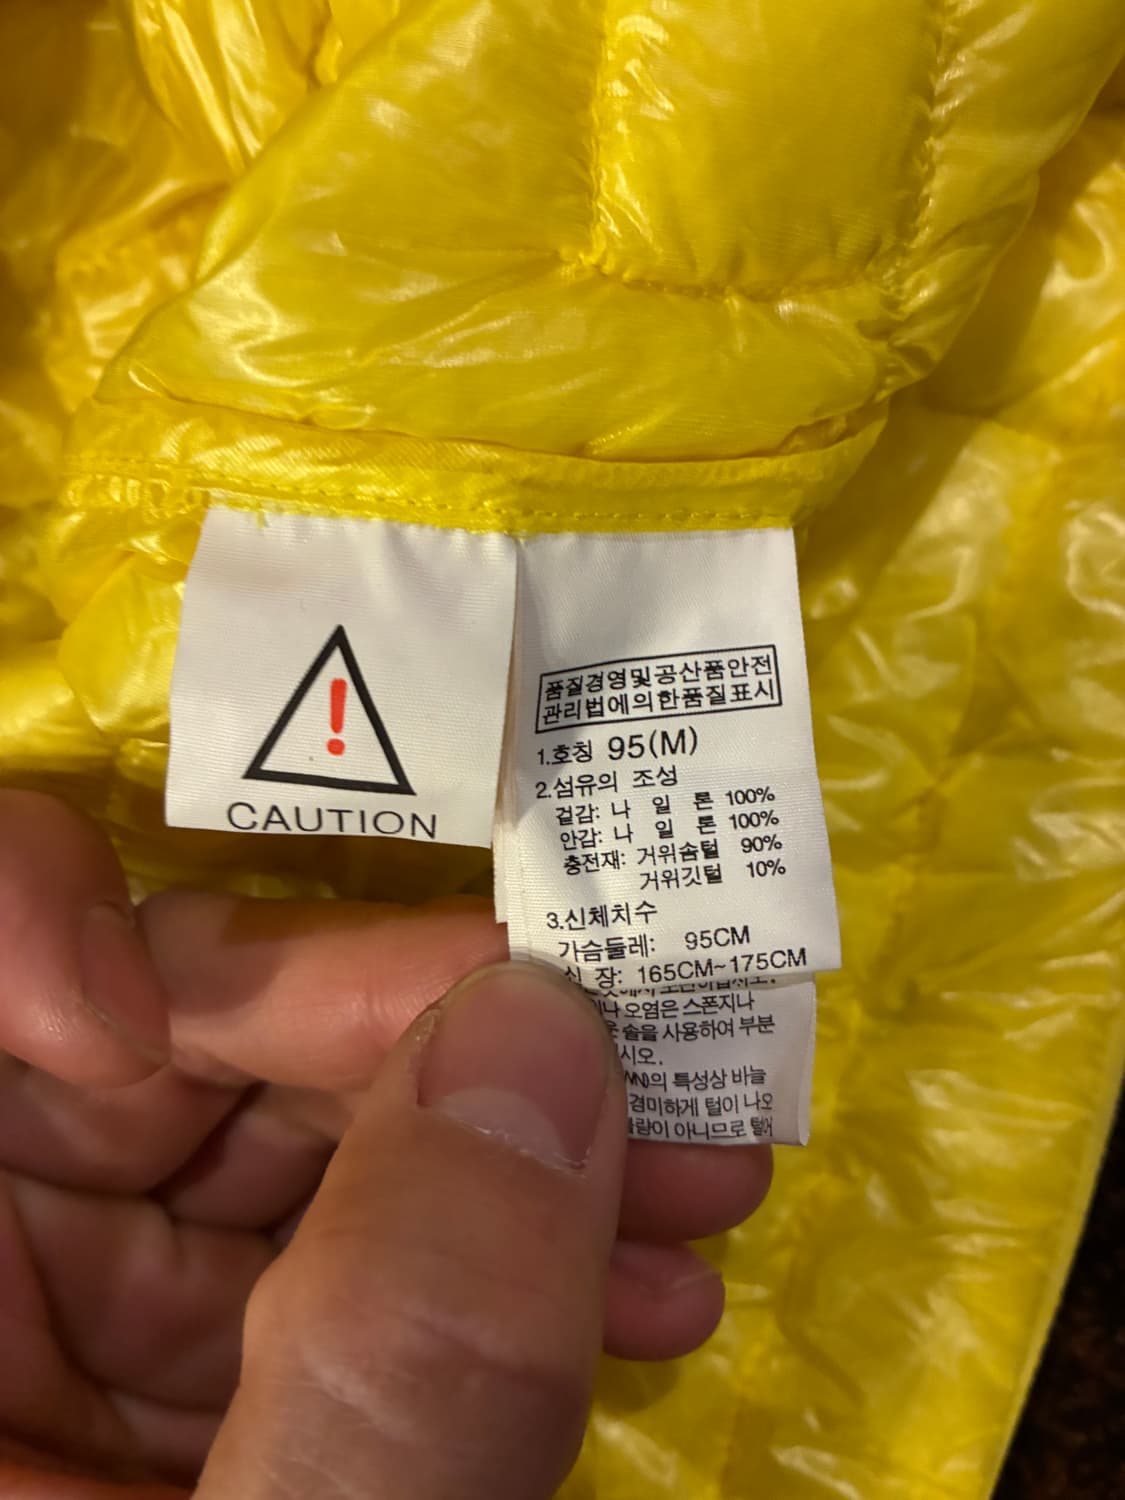 !
CAUTION
품질경영및공산품안전
관리법에의한품질표시
1.호칭 95(M)
2.섬유의 조성
겉감: 나 일 론 100%
안감: 나 일 론 100%
충전재: 거위솜털 90%
거위깃털 10%
3.신체치수
가슴둘레: 95CM
신 장: 165CM~175CM
오염은 스폰지나
솔을 사용하여 부분
시오.
의 특성상 바늘
겸미하게 털이 나오
아니므로